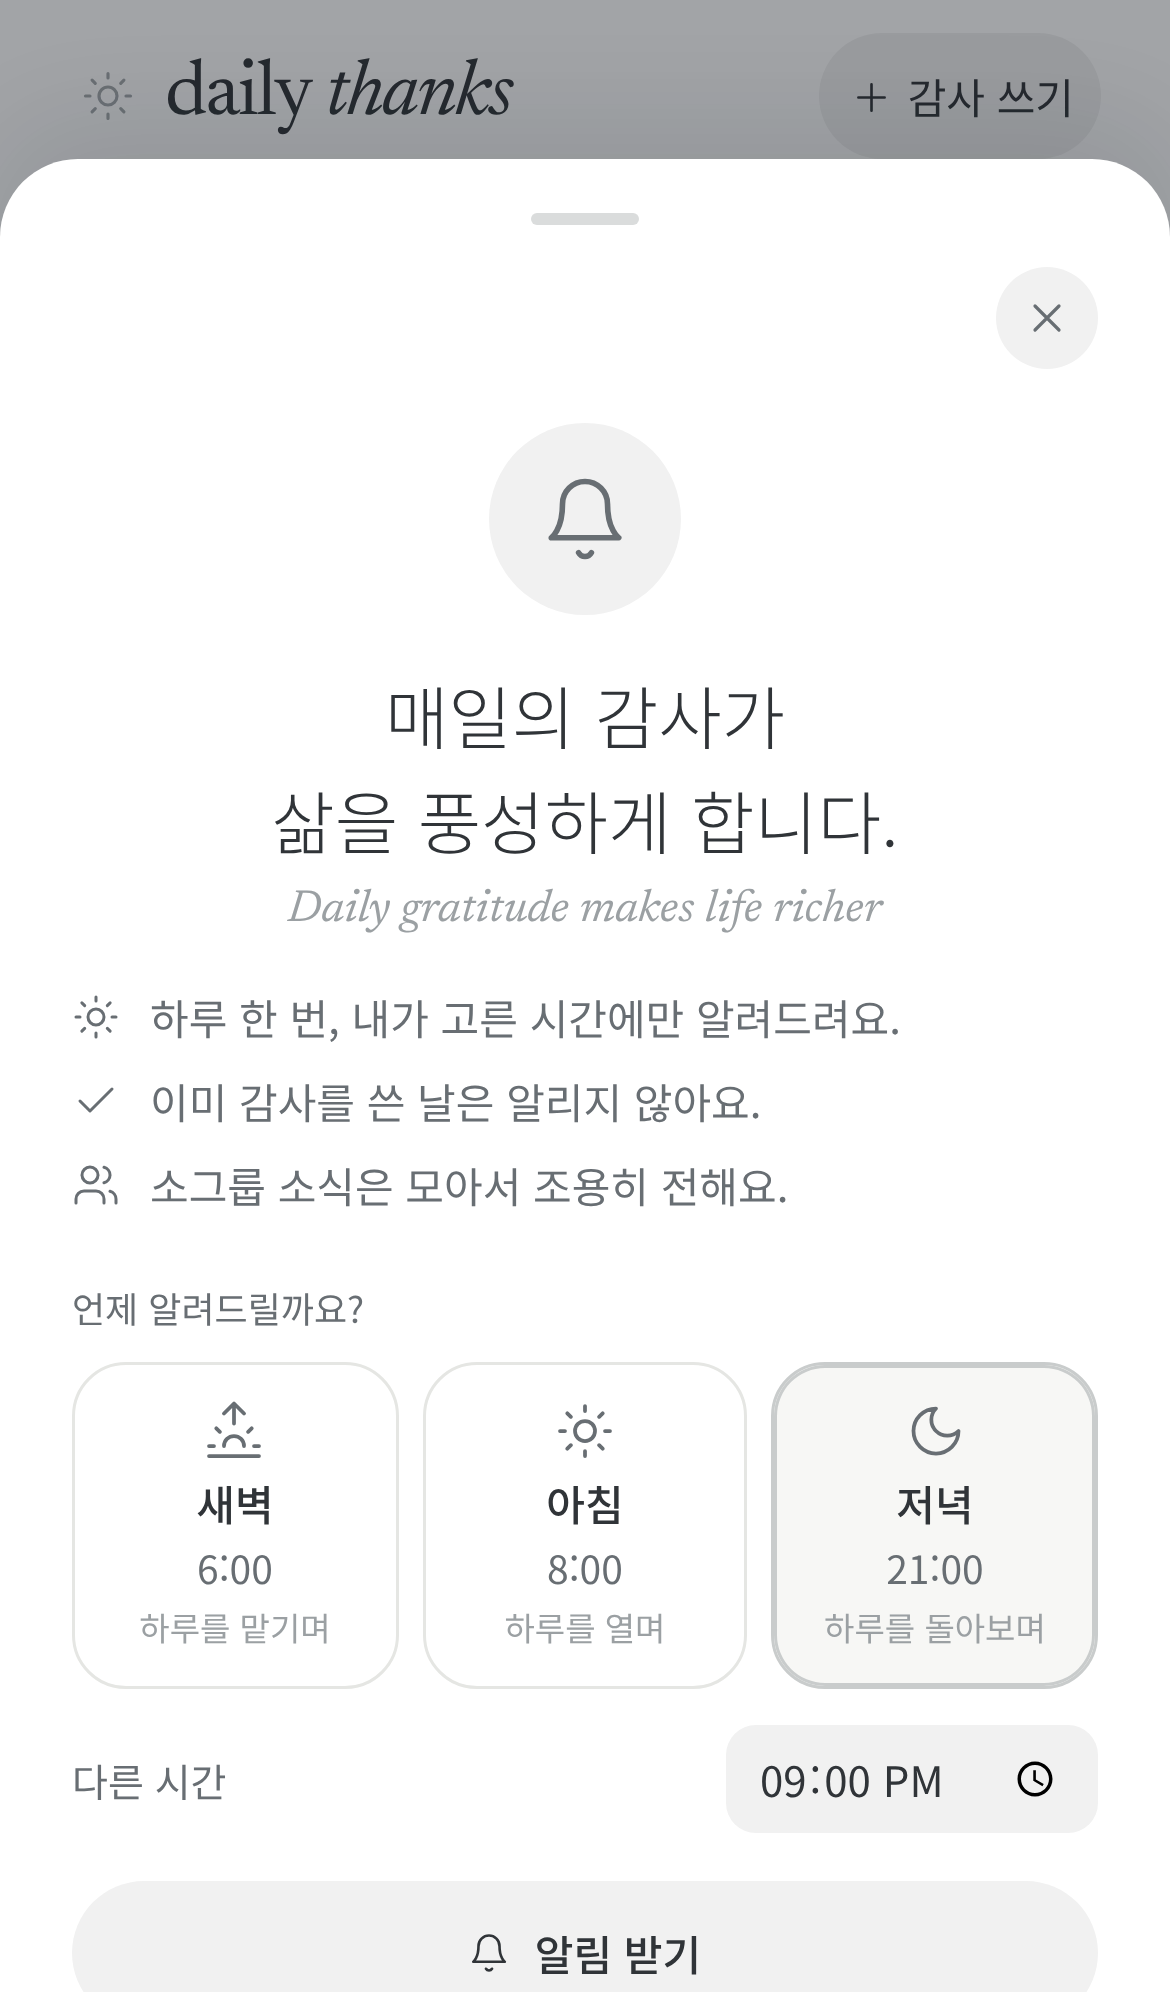 daily thanks
+ 감사 쓰기
매일의 감사가
삶을 풍성하게 합니다.
Daily gratitude makes life richer
하루 한 번, 내가 고른 시간에만 알려드려요.
이미 감사를 쓴 날은 알리지 않아요.
소그룹 소식은 모아서 조용히 전해요.
언제 알려드릴까요?
새벽
6:00
하루를 맡기며
아침
8:00
하루를 열며
저녁
21:00
하루를 돌아보며
다른 시간
09:00 PM
알림 받기